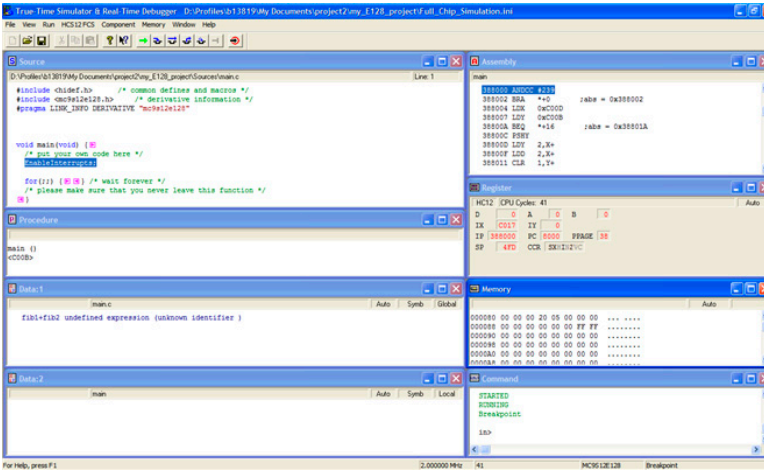 True-Time Simulator & Real-Time Debugger D:\Profiles\b13819\My Documents\project2\my_E128_project\Full_Chip_Simulation.ini
File View Run HCS12FCS Component Memory Window Help
Source
D:\Profiles\b13819\My Documents\project2\my_E128_project\Sources\main.c Line: 1
#include <hidef.h> /* common defines and macros */
#include <mc9s12e128.h> /* derivative information */
#pragma LINK_INFO DERIVATIVE "mc9s12e128"
void main(void) {
/* put your own code here */
EnableInterrupts;
for(;;) { } /* wait forever */
/* please make sure that you never leave this function */
}
Procedure
main ()
<C00B>
Data:1
main.c Auto Symb Global
fib1+fib2 undefined expression (unknown identifier )
Data:2
main Auto Symb Local
Assembly
main
388000 ANDCC #239
388002 BRA *+0 ;abs = 0x388002
388004 LDX 0xC00D
388007 LDY 0xC00B
38800A BEQ *+16 ;abs = 0x38801A
38800C PSHY
38800D LDY 2,X+
38800F LDD 2,X+
388011 CLR 1,Y+
Register
HC12 CPU Cycles: 41 Auto
D 0 A 0 B 0
IX C017 IY 0
IP 388000 PC 8000 PPAGE 38
SP 4FD CCR SXHINZVC
Memory
Auto
000080 00 00 00 20 05 00 00 00 ... ....
000088 00 00 00 00 00 00 FF FF ........
000090 00 00 00 00 00 00 00 00 ........
000098 00 00 00 00 00 00 00 00 ........
0000A0 00 00 00 00 00 00 00 00 ........
0000A8 00 00 00 00 00 00 00 00 ........
Command
STARTED
RUNNING
Breakpoint
in>
For Help, press F1 2.000000 MHz 41 MC9S12E128 Breakpoint